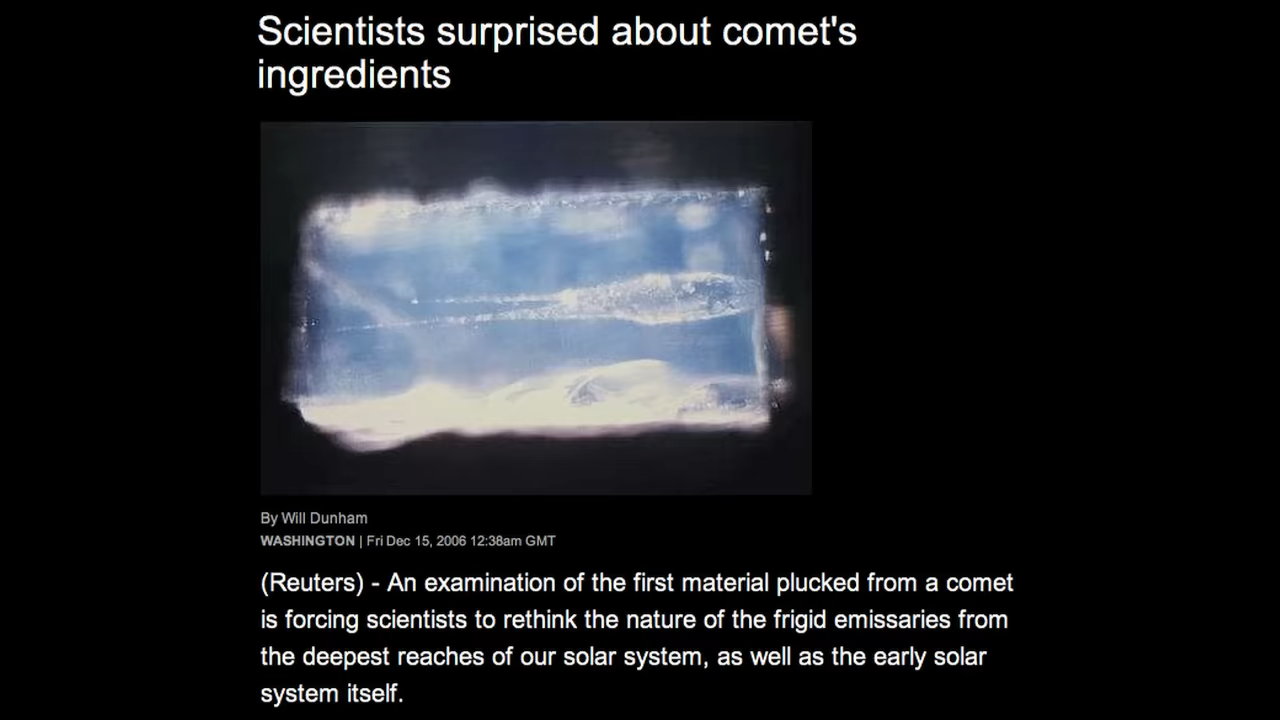 Scientists surprised about comet's
ingredients
By Will Dunham
WASHINGTON | Fri Dec 15, 2006 12:38am GMT
(Reuters) - An examination of the first material plucked from a comet
is forcing scientists to rethink the nature of the frigid emissaries from
the deepest reaches of our solar system, as well as the early solar
system itself.